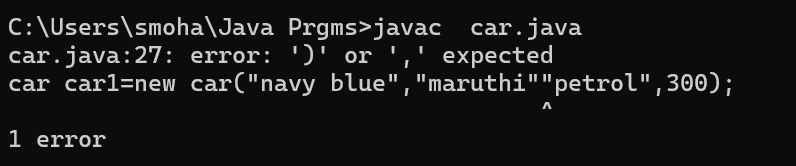 C:\Users\smoha\Java Prgms>javac  car.java
car.java:27: error: ')' or ',' expected
car car1=new car("navy blue","maruthi""petrol",300);
                                      ^
1 error